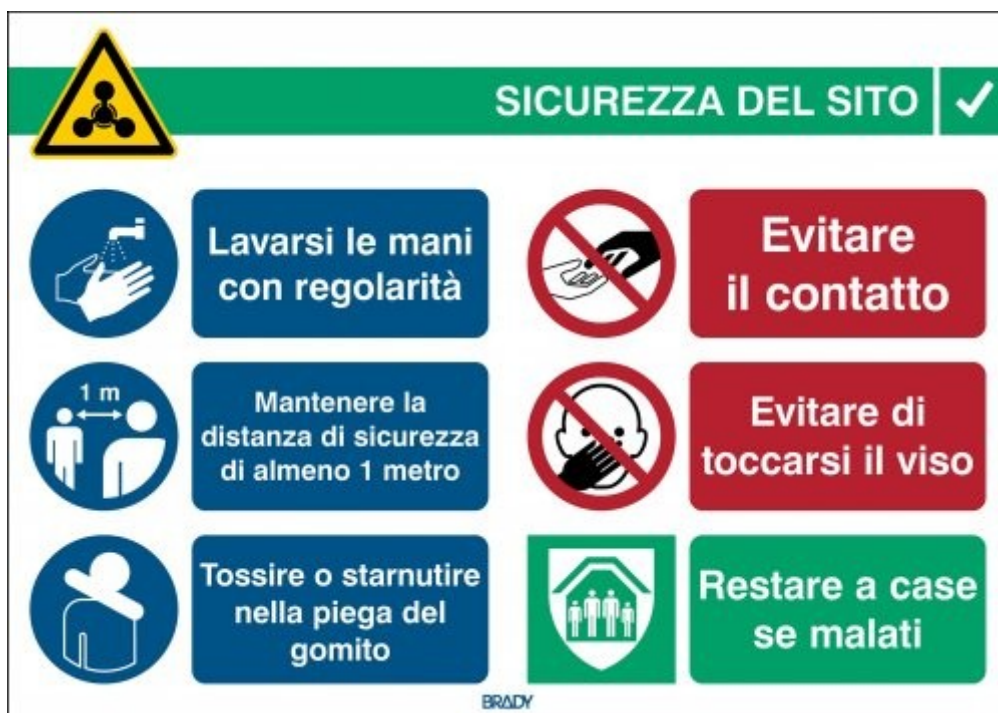 SICUREZZA DEL SITO
Lavarsi le mani
con regolarità
Evitare
il contatto
1 m
Mantenere la
distanza di sicurezza
di almeno 1 metro
Evitare di
toccarsi il viso
Tossire o starnutire
nella piega del
gomito
Restare a case
se malati
BRADY